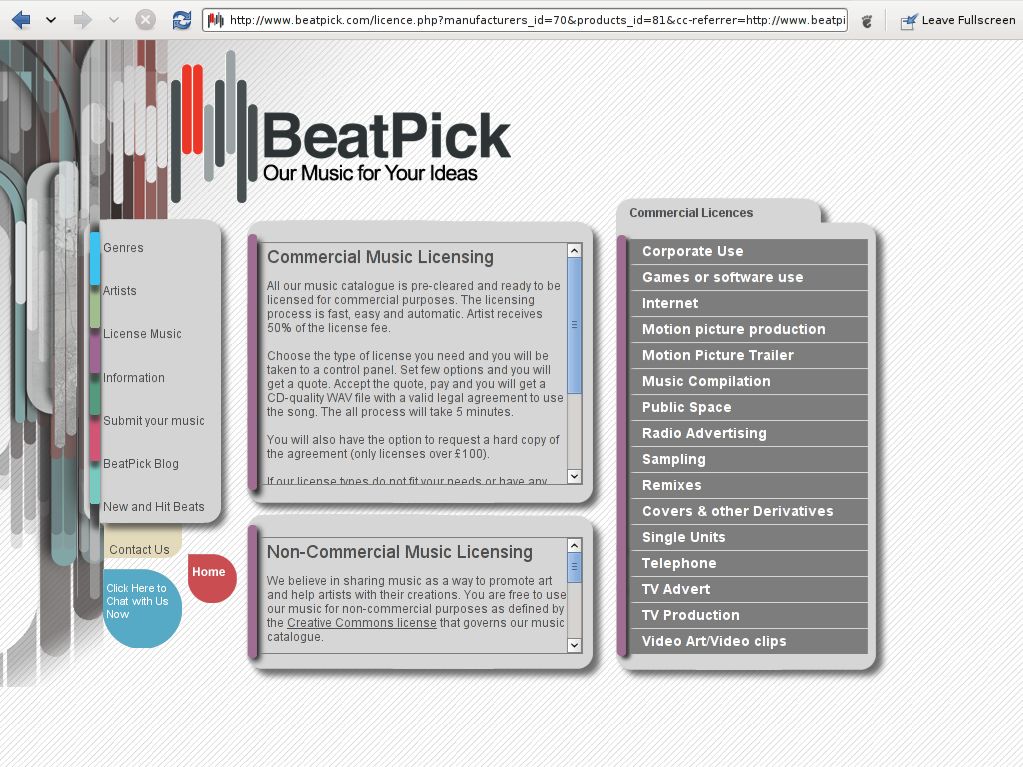 http://www.beatpick.com/licence.php?manufacturers_id=70&products_id=81&cc-referrer=http://www.beatpi
Leave Fullscreen
BeatPick
Our Music for Your Ideas
Genres
Artists
License Music
Information
Submit your music
BeatPick Blog
New and Hit Beats
Contact Us
Click Here to
Chat with Us
Now
Home
Commercial Music Licensing
All our music catalogue is pre-cleared and ready to be
licensed for commercial purposes. The licensing
process is fast, easy and automatic. Artist receives
50% of the license fee.
Choose the type of license you need and you will be
taken to a control panel. Set few options and you will
get a quote. Accept the quote, pay and you will get a
CD-quality WAV file with a valid legal agreement to use
the song. The all process will take 5 minutes.
You will also have the option to request a hard copy of
the agreement (only licenses over £100).
If our license types do not fit your needs or have any
Non-Commercial Music Licensing
We believe in sharing music as a way to promote art
and help artists with their creations. You are free to use
our music for non-commercial purposes as defined by
the Creative Commons license that governs our music
catalogue.
Commercial Licences
Corporate Use
Games or software use
Internet
Motion picture production
Motion Picture Trailer
Music Compilation
Public Space
Radio Advertising
Sampling
Remixes
Covers & other Derivatives
Single Units
Telephone
TV Advert
TV Production
Video Art/Video clips